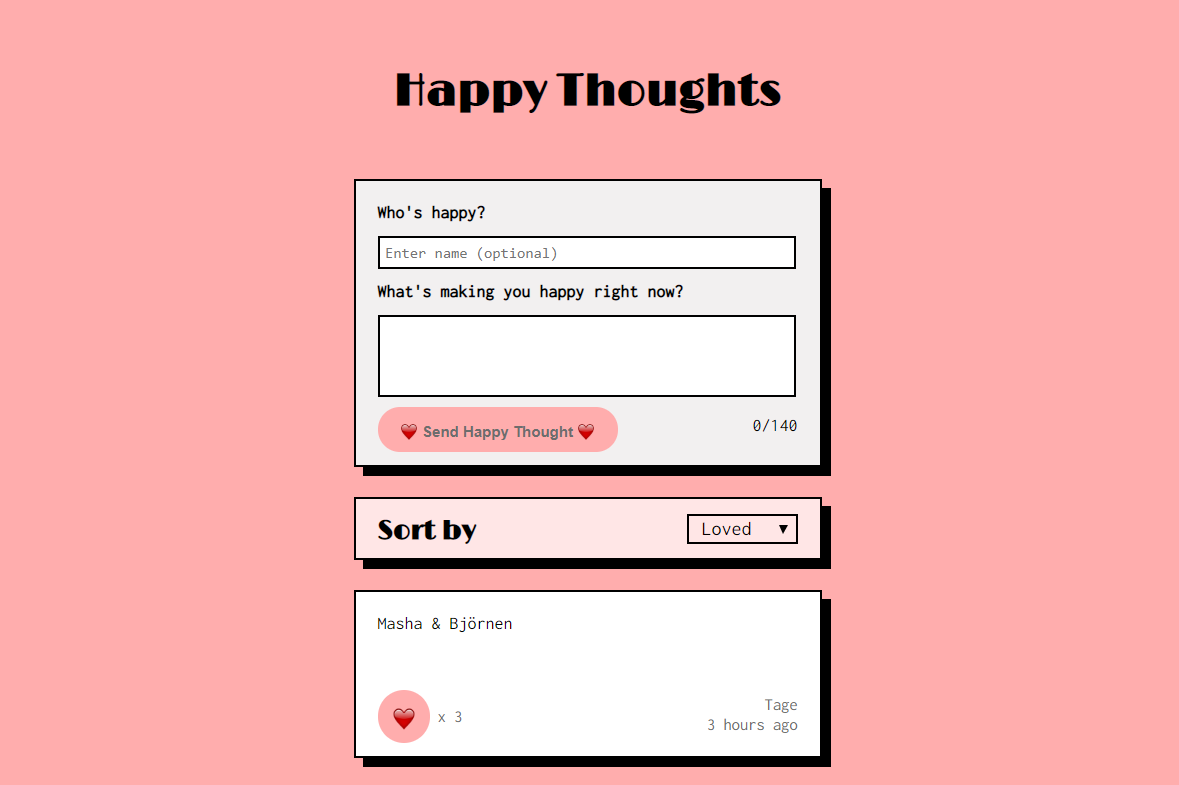 Happy Thoughts
Who's happy?
Enter name (optional)
What's making you happy right now?
Send Happy Thought
0/140
Sort by
Loved
Masha & Björnen
x 3
Tage
3 hours ago